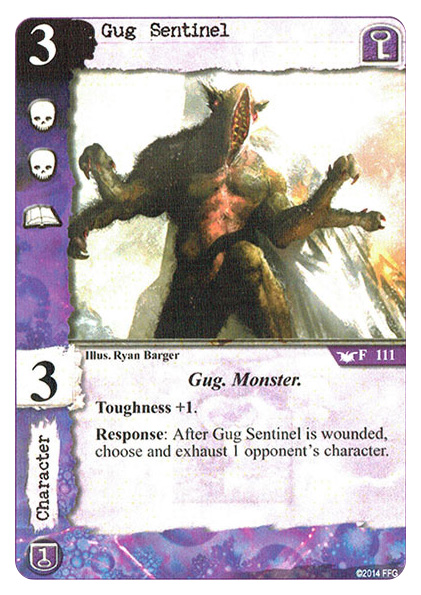 3
Gug Sentinel
Illus. Ryan Barger
F 111
3
Gug. Monster.
Toughness +1.
Response: After Gug Sentinel is wounded,
choose and exhaust 1 opponent's character.
Character
1
©2014 FFG